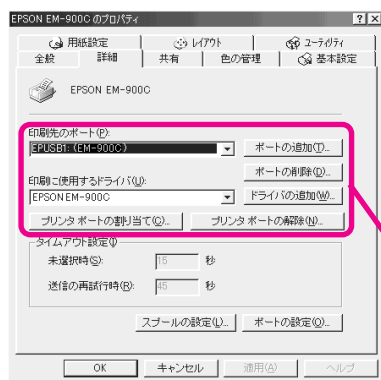 EPSON EM-900C のプロパティ
用紙設定 レイアウト ユーティリティ
全般 詳細 共有 色の管理 基本設定
EPSON EM-900C
印刷先のポート(P):
EPUSB1: (EM-900C)
ポートの追加(T)...
ポートの削除(D)...
印刷に使用するドライバ(U):
EPSON EM-900C
ドライバの追加(W)...
プリンタ ポートの割り当て(C)... プリンタ ポートの解除(N)...
タイムアウト設定
未選択時(S): 15 秒
送信の再試行時(R): 45 秒
スプールの設定(L)... ポートの設定(O)...
OK キャンセル 適用(A) ヘルプ